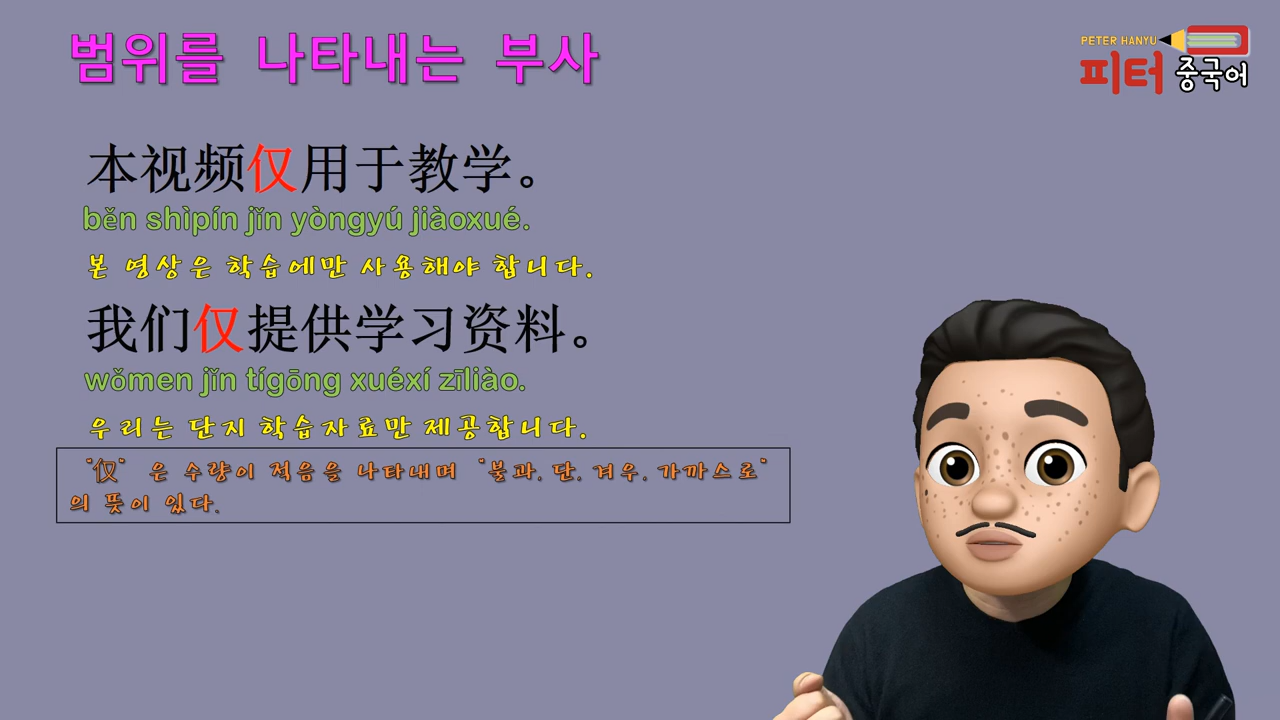 범위를 나타내는 부사
PETER HANYU
피터 중국어
本视频仅用于教学。
běn shìpín jǐn yòngyú jiàoxué.
본 영상은 학습에만 사용해야 합니다.
我们仅提供学习资料。
wǒmen jǐn tígōng xuéxí zīliào.
우리는 단지 학습자료만 제공합니다.
“仅” 은 수량이 적음을 나타내며 “불과, 단, 겨우, 가까스로”
의 뜻이 있다.